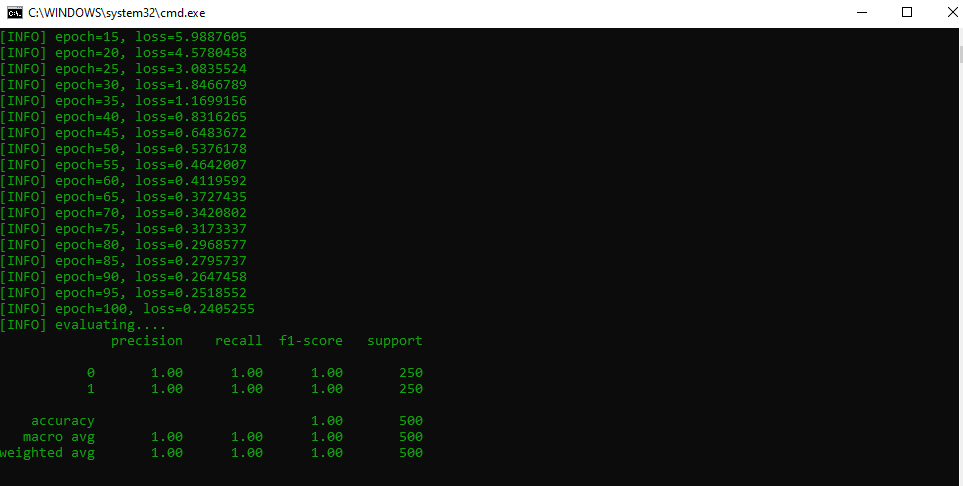 C:\WINDOWS\system32\cmd.exe
[INFO] epoch=15, loss=5.9887605
[INFO] epoch=20, loss=4.5780458
[INFO] epoch=25, loss=3.0835524
[INFO] epoch=30, loss=1.8466789
[INFO] epoch=35, loss=1.1699156
[INFO] epoch=40, loss=0.8316265
[INFO] epoch=45, loss=0.6483672
[INFO] epoch=50, loss=0.5376178
[INFO] epoch=55, loss=0.4642007
[INFO] epoch=60, loss=0.4119592
[INFO] epoch=65, loss=0.3727435
[INFO] epoch=70, loss=0.3420802
[INFO] epoch=75, loss=0.3173337
[INFO] epoch=80, loss=0.2968577
[INFO] epoch=85, loss=0.2795737
[INFO] epoch=90, loss=0.2647458
[INFO] epoch=95, loss=0.2518552
[INFO] epoch=100, loss=0.2405255
[INFO] evaluating....
precision recall f1-score support
0 1.00 1.00 1.00 250
1 1.00 1.00 1.00 250
accuracy 1.00 500
macro avg 1.00 1.00 1.00 500
weighted avg 1.00 1.00 1.00 500